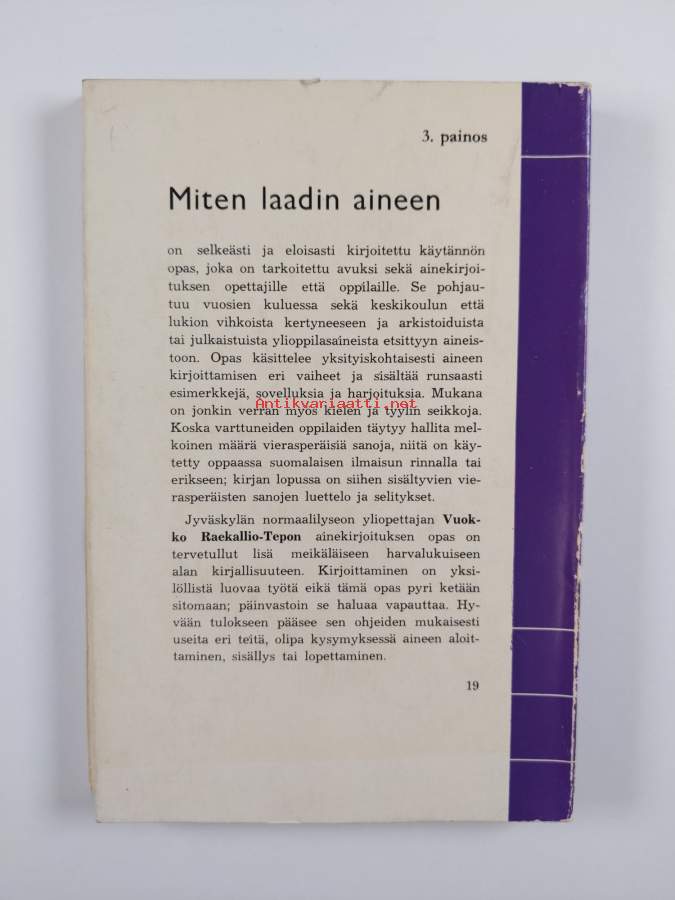 3. painos
Miten laadin aineen
on selkeästi ja eloisasti kirjoitettu käytännön
opas, joka on tarkoitettu avuksi sekä ainekirjoi-
tuksen opettajille että oppilaille. Se pohjau-
tuu vuosien kuluessa sekä keskikoulun että
lukion vihkoista kertyneeseen ja arkistoiduista
tai julkaistuista ylioppilasaineista etsittyyn aineis-
toon. Opas käsittelee yksityiskohtaisesti aineen
kirjoittamisen eri vaiheet ja sisältää runsaasti
esimerkkejä, sovelluksia ja harjoituksia. Mukana
Antikvariaatti.net
on jonkin verran myös kielen ja tyylin seikkoja.
Koska varttuneiden oppilaiden täytyy hallita mel-
koinen määrä vierasperäisiä sanoja, niitä on käy-
tetty oppaassa suomalaisen ilmaisun rinnalla tai
erikseen; kirjan lopussa on siihen sisältyvien vie-
rasperäisten sanojen luettelo ja selitykset.
Jyväskylän normaalilyseon yliopettajan Vuok-
ko Raekallio-Tepon ainekirjoituksen opas on
tervetullut lisä meikäläiseen harvalukuiseen
alan kirjallisuuteen. Kirjoittaminen on yksi-
löllistä luovaa työtä eikä tämä opas pyri ketään
sitomaan; päinvastoin se haluaa vapauttaa. Hy-
vään tulokseen pääsee sen ohjeiden mukaisesti
useita eri teitä, olipa kysymyksessä aineen aloit-
taminen, sisällys tai lopettaminen.
19